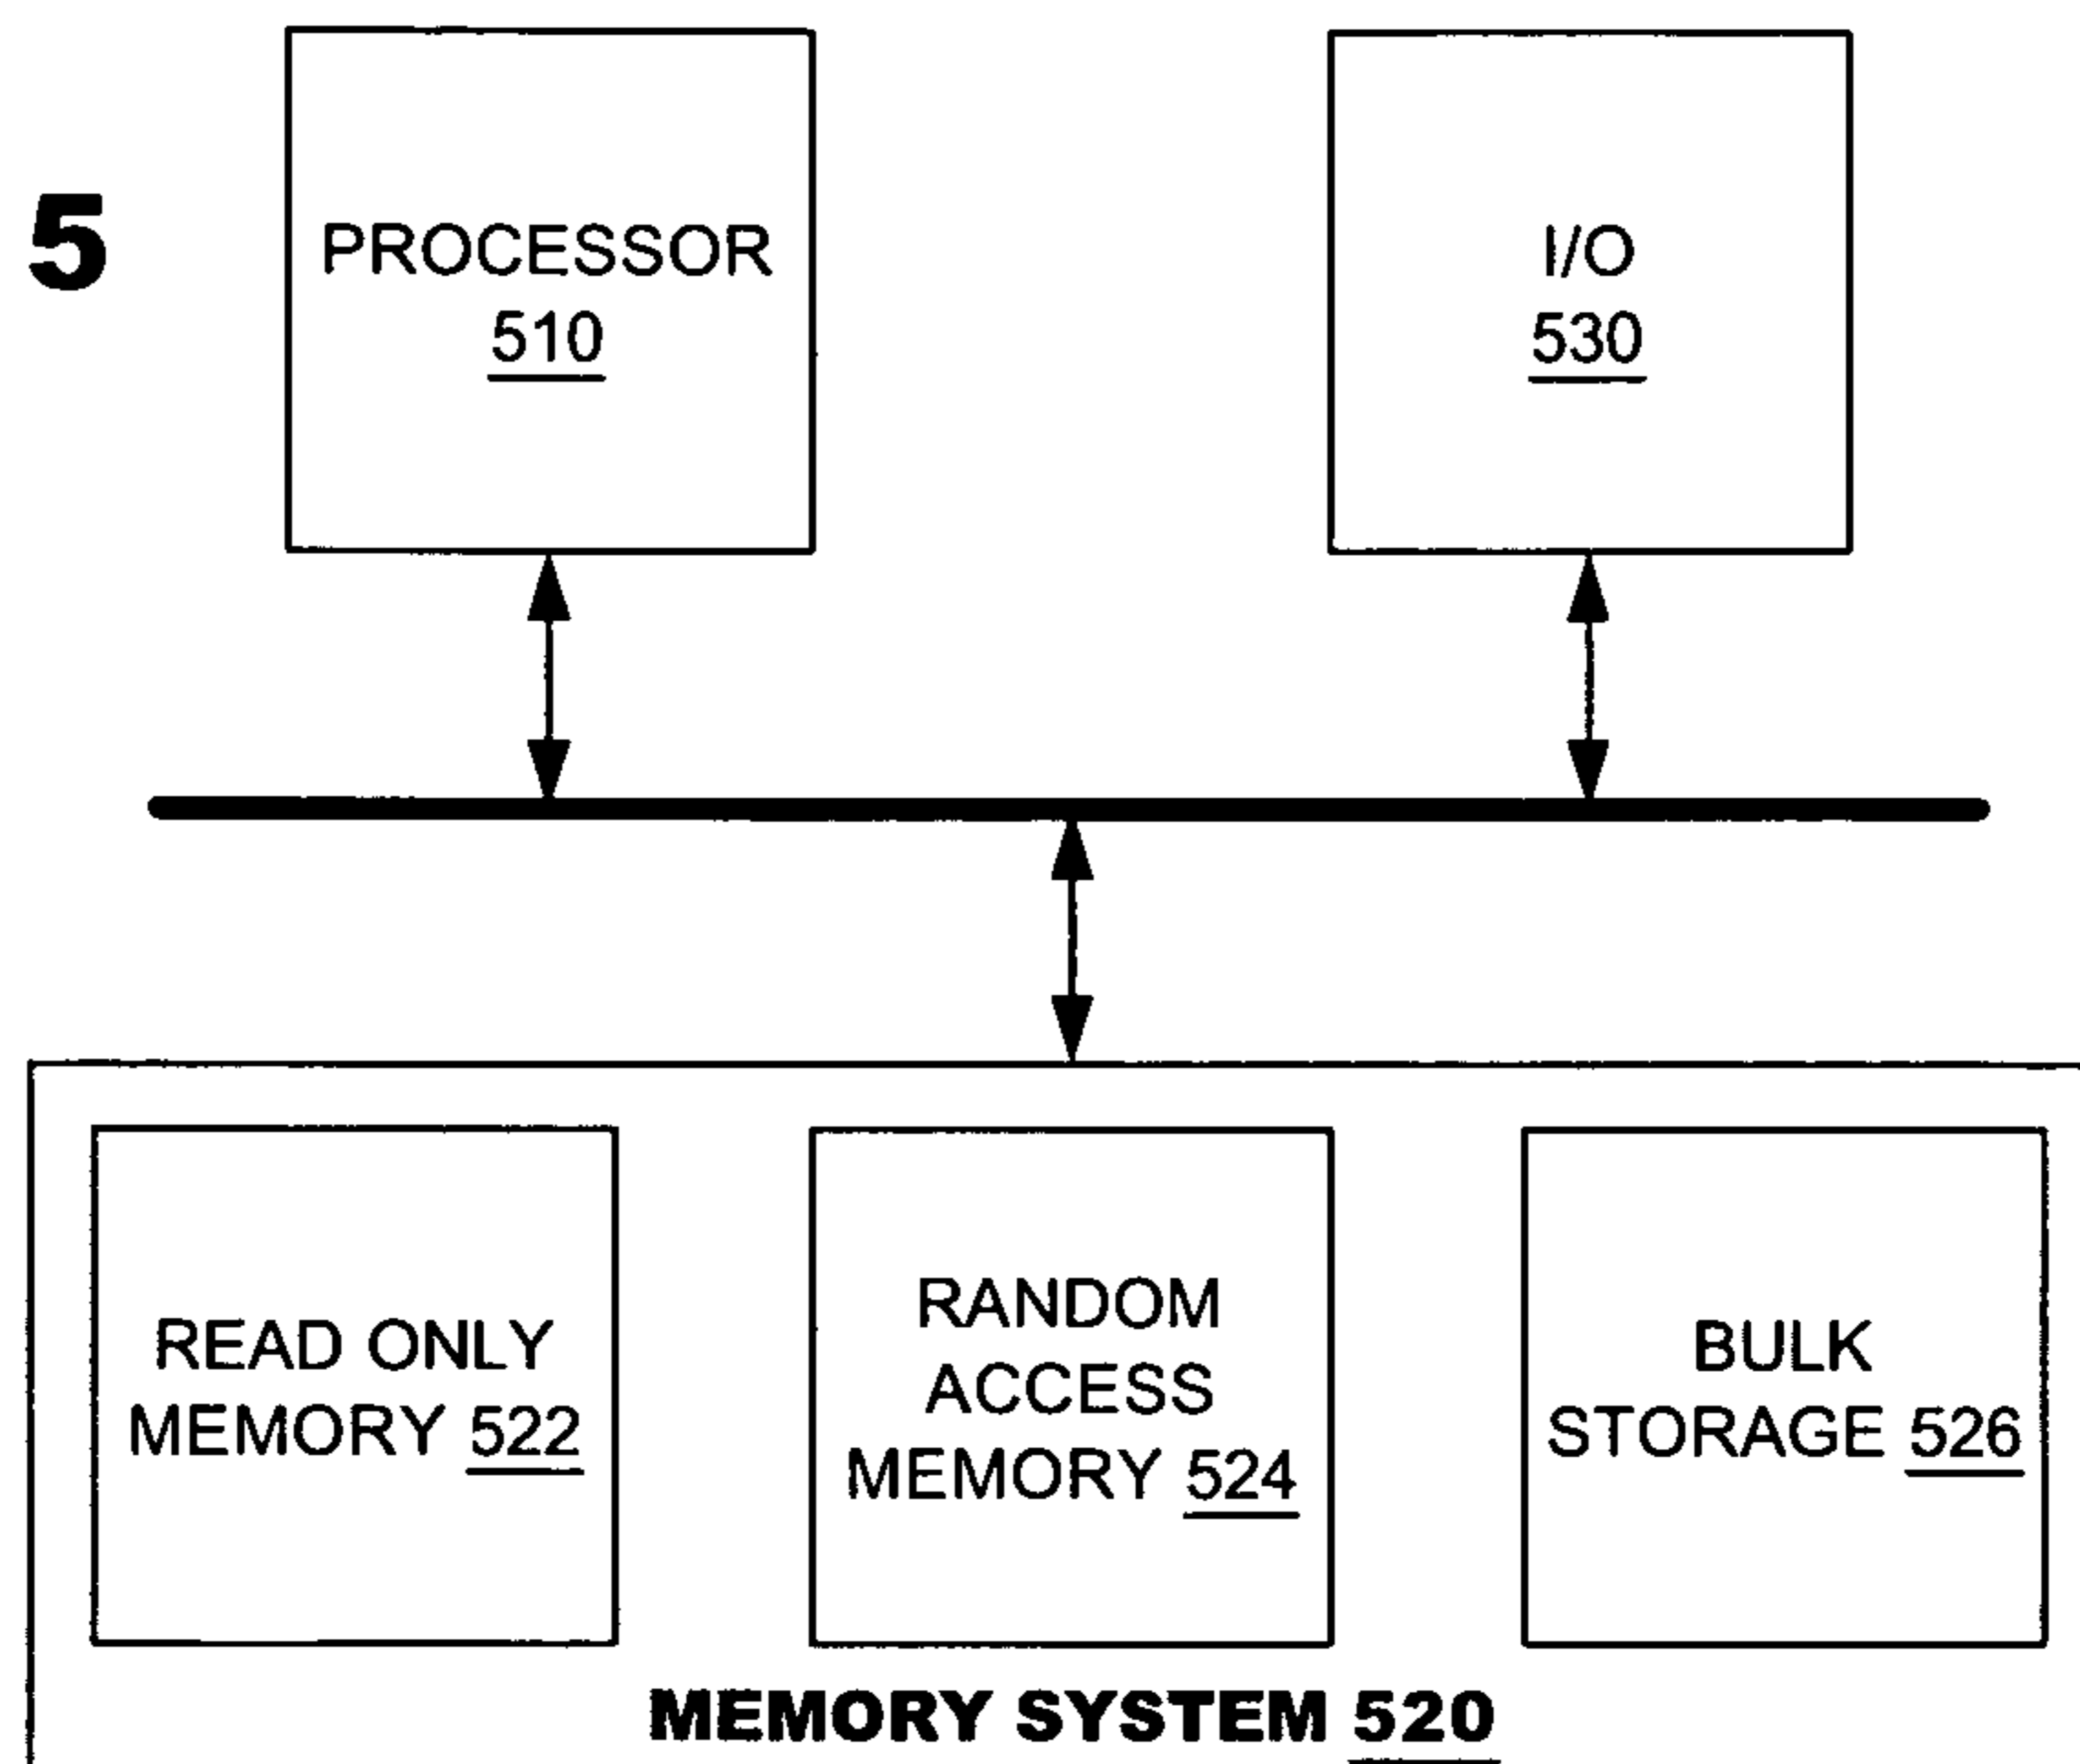 5
PROCESSOR
510
I/O
530
READ ONLY
MEMORY 522
RANDOM
ACCESS
MEMORY 524
BULK
STORAGE 526
MEMORY SYSTEM 520